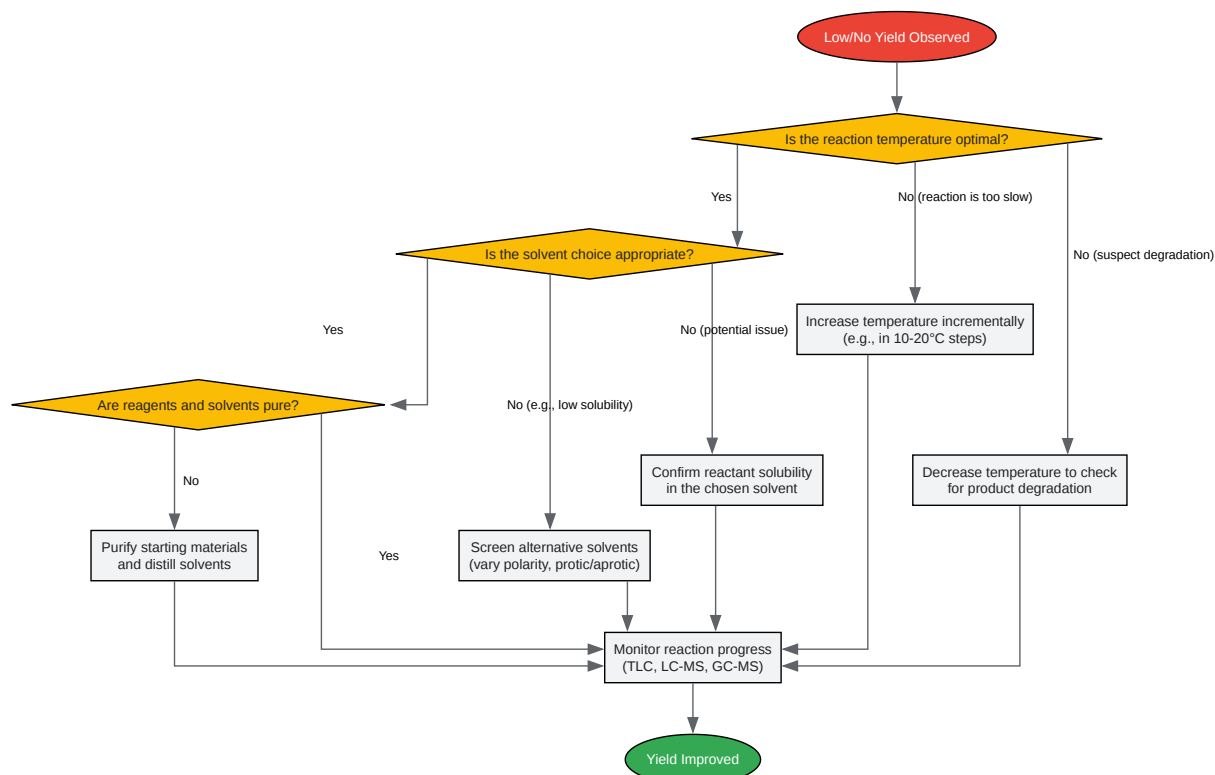 Low/No Yield Observed
Is the reaction temperature optimal?
Yes
No (reaction is too slow)
No (suspect degradation)
Is the solvent choice appropriate?
Increase temperature incrementally
(e.g., in 10-20°C steps)
Yes
No (potential issue)
No (e.g., low solubility)
Are reagents and solvents pure?
Confirm reactant solubility
in the chosen solvent
Decrease temperature to check
for product degradation
No
Purify starting materials
and distill solvents
Yes
Screen alternative solvents
(vary polarity, protic/aprotic)
Monitor reaction progress
(TLC, LC-MS, GC-MS)
Yield Improved